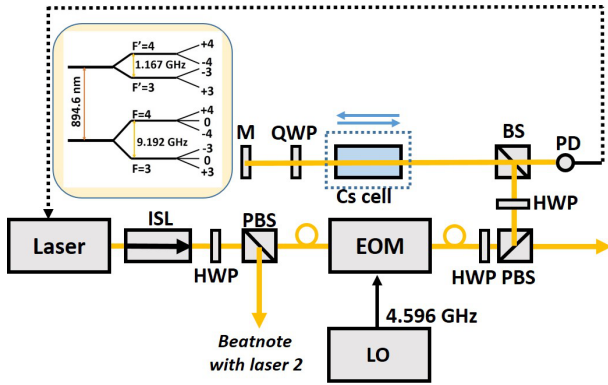 F'=4
+4
1.167 GHz
-4
-3
F'=3
+3
894.6 nm
F=4
+4
0
-4
9.192 GHz
-3
0
F=3
+3
M
QWP
Cs cell
BS
PD
HWP
Laser
ISL
HWP
PBS
EOM
HWP
PBS
Beatnote
with laser 2
4.596 GHz
LO